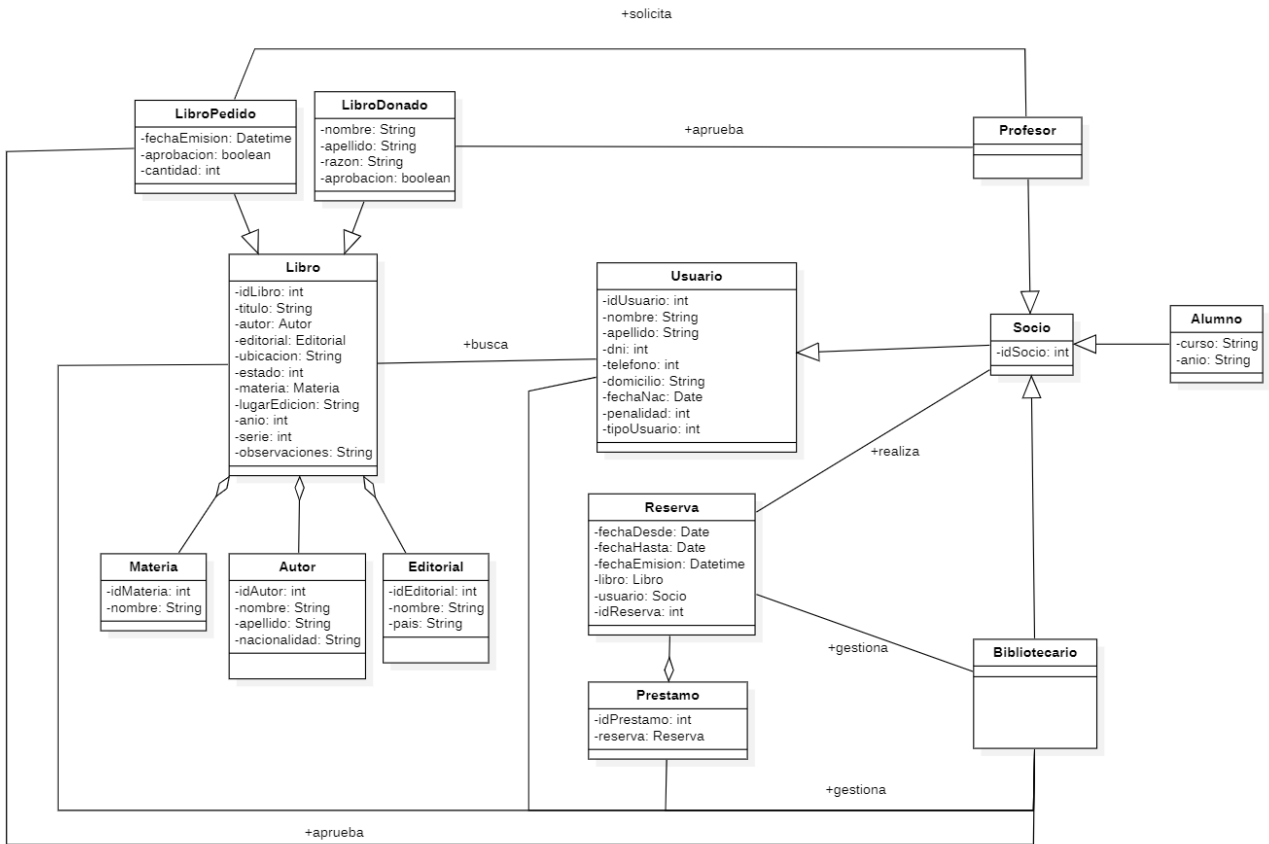 +solicita
LibroPedido
-fechaEmision: Datetime
-aprobacion: boolean
-cantidad: int
LibroDonado
-nombre: String
-apellido: String
-razon: String
-aprobacion: boolean
+aprueba
Profesor
Libro
-idLibro: int
-titulo: String
-autor: Autor
-editorial: Editorial
-ubicacion: String
-estado: int
-materia: Materia
-lugarEdicion: String
-anio: int
-serie: int
-observaciones: String
+busca
Usuario
-idUsuario: int
-nombre: String
-apellido: String
-dni: int
-telefono: int
-domicilio: String
-fechaNac: Date
-penalidad: int
-tipoUsuario: int
Socio
-idSocio: int
Alumno
-curso: String
-anio: String
+realiza
Reserva
-fechaDesde: Date
-fechaHasta: Date
-fechaEmision: Datetime
-libro: Libro
-usuario: Socio
-idReserva: int
Materia
-idMateria: int
-nombre: String
Autor
-idAutor: int
-nombre: String
-apellido: String
-nacionalidad: String
Editorial
-idEditorial: int
-nombre: String
-pais: String
+gestiona
Bibliotecario
Prestamo
-idPrestamo: int
-reserva: Reserva
+gestiona
+aprueba